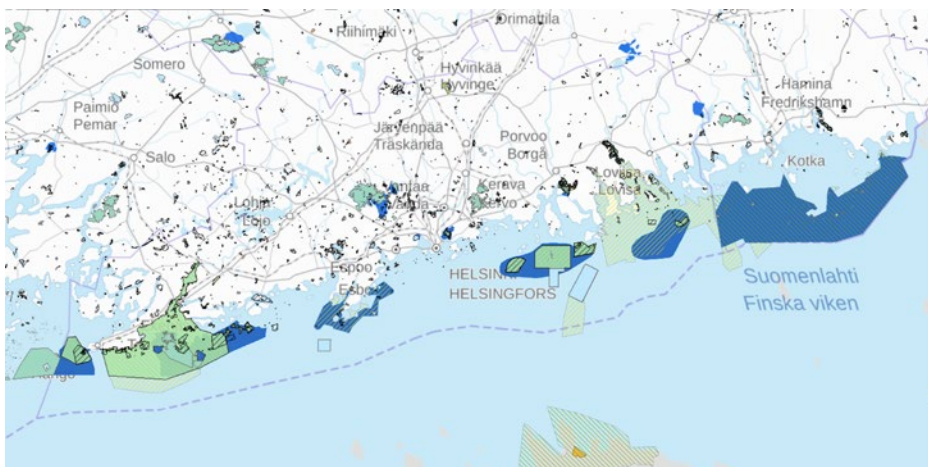 Orimattila
Riihimäki
Somero
Hyvinkää
Hyvinge
Hamina
Fredrikshamn
Paimio
Pemar
Järvenpää
Träskända
Porvoo
Borgå
Salo
Kotka
Loviisa
Lovisa
Kerava
Kervo
Vantaa
Vanda
Lohja
Lojo
Espoo
Esbo
HELSINKI
HELSINGFORS
Suomenlahti
Finska viken
Hangö